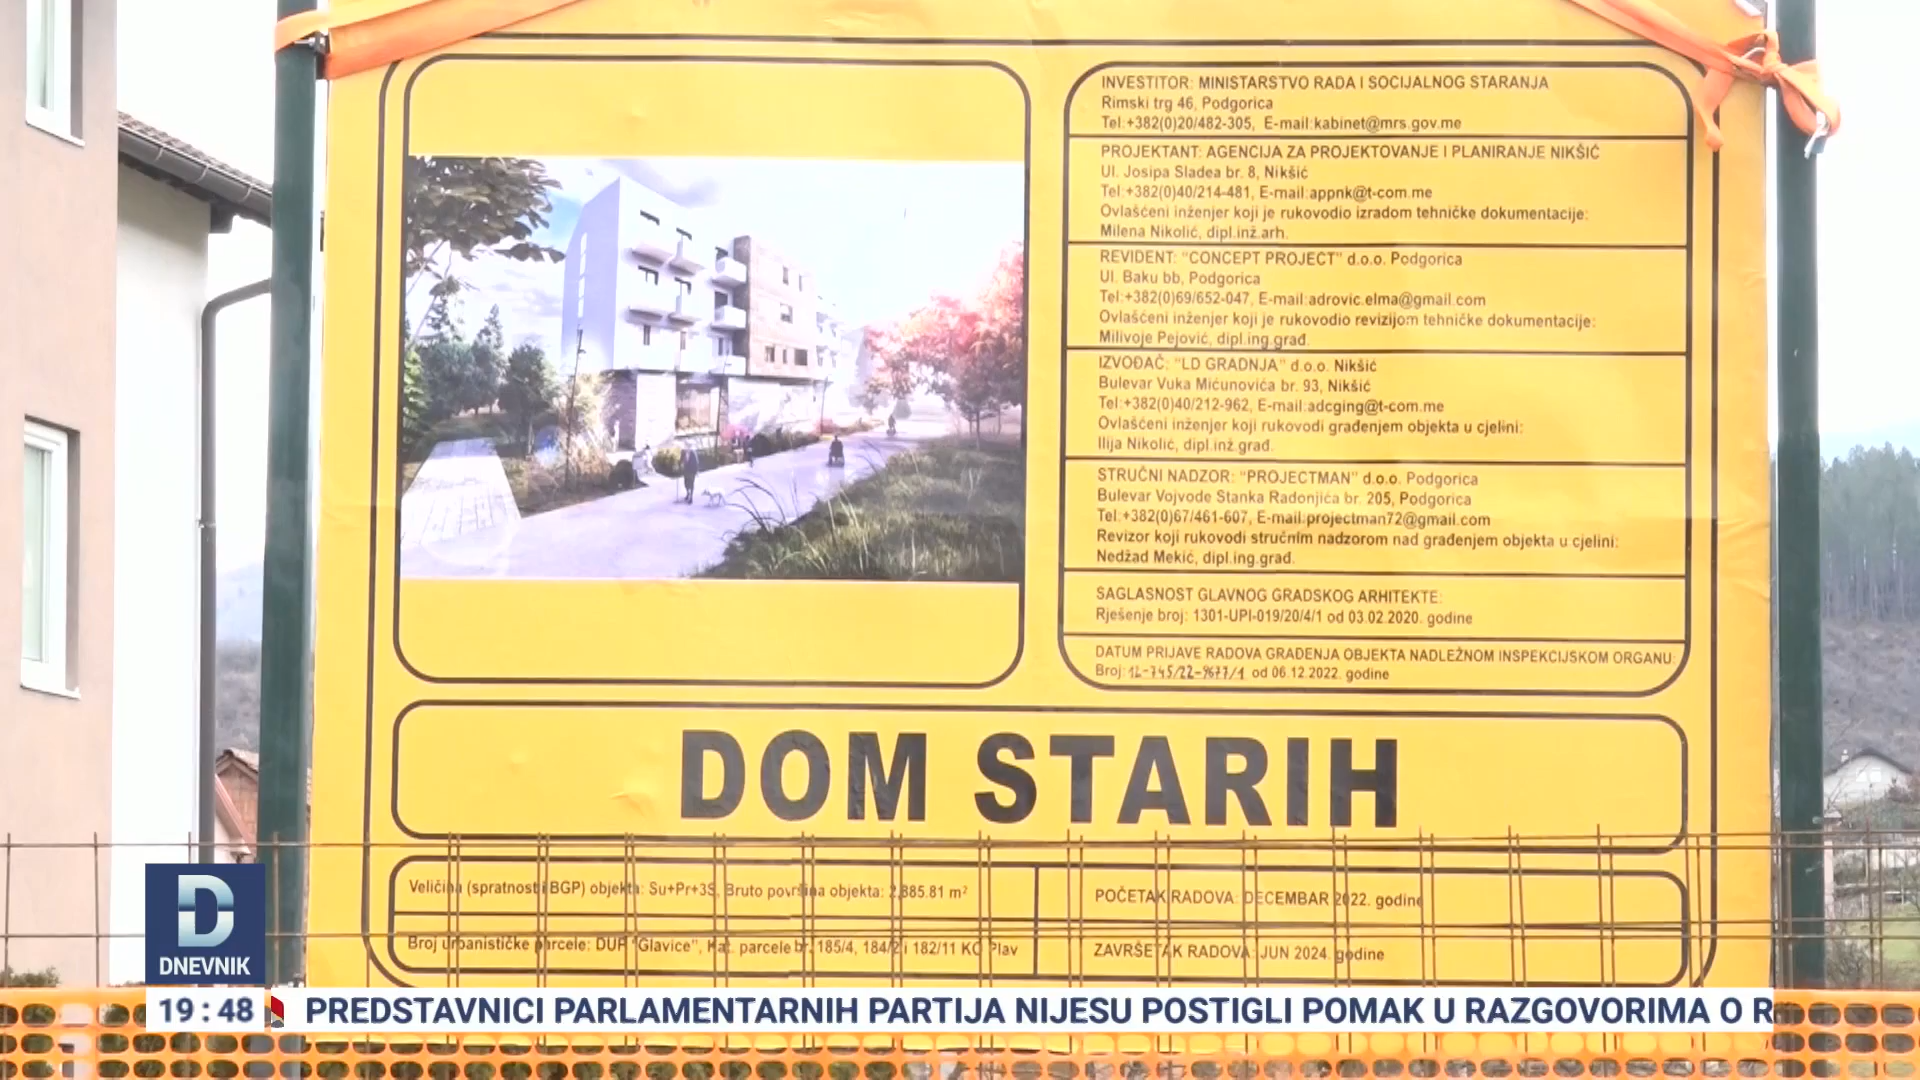 INVESTITOR: MINISTARSTVO RADA I SOCIJALNOG STARANJA
Rimski trg 46, Podgorica
Tel:+382(0)20/482-305, E-mail:kabinet@mrs.gov.me
PROJEKTANT: AGENCIJA ZA PROJEKTOVANJE I PLANIRANJE NIKŠIĆ
Ul. Josipa Sladea br. 8, Nikšić
Tel:+382(0)40/214-481, E-mail:appnk@t-com.me
Ovlašćeni inženjer koji je rukovodio izradom tehničke dokumentacije:
Milena Nikolić, dipl.inž.arh.
REVIDENT: "CONCEPT PROJECT" d.o.o. Podgorica
Ul. Baku bb, Podgorica
Tel:+382(0)69/652-047, E-mail:adrovic.elma@gmail.com
Ovlašćeni inženjer koji je rukovodio revizijom tehničke dokumentacije:
Milivoje Pejović, dipl.ing.građ.
IZVOĐAČ: "LD GRADNJA" d.o.o. Nikšić
Bulevar Vuka Mićunovića br. 93, Nikšić
Tel:+382(0)40/212-962, E-mail:adcging@t-com.me
Ovlašćeni inženjer koji rukovodi građenjem objekta u cjelini:
Ilija Nikolić, dipl.inž.građ.
STRUČNI NADZOR: "PROJECTMAN" d.o.o. Podgorica
Bulevar Vojvode Stanka Radonjića br. 205, Podgorica
Tel:+382(0)67/461-607, E-mail:projectman72@gmail.com
Revizor koji rukovodi stručnim nadzorom nad građenjem objekta u cjelini:
Nedžad Mekić, dipl.ing.građ.
SAGLASNOST GLAVNOG GRADSKOG ARHITEKTE:
Rješenje broj: 1301-UPI-019/20/4/1 od 03.02.2020. godine
DATUM PRIJAVE RADOVA GRAĐENJA OBJEKTA NADLEŽNOM INSPEKCIJSKOM ORGANU:
Broj: od 06.12.2022. godine
DOM STARIH
Veličina (spratnost i BGP) objekta: Su+Pr+3S, Bruto površina objekta: 2,885.81 m²
Broj urbanističke parcele: DUP "Glavice", Kat. parcele br. 185/4, 184/2 i 182/11 KO Plav
POČETAK RADOVA: DECEMBAR 2022. godine
ZAVRŠETAK RADOVA: JUN 2024. godine
D
DNEVNIK
19:48 PREDSTAVNICI PARLAMENTARNIH PARTIJA NIJESU POSTIGLI POMAK U RAZGOVORIMA O